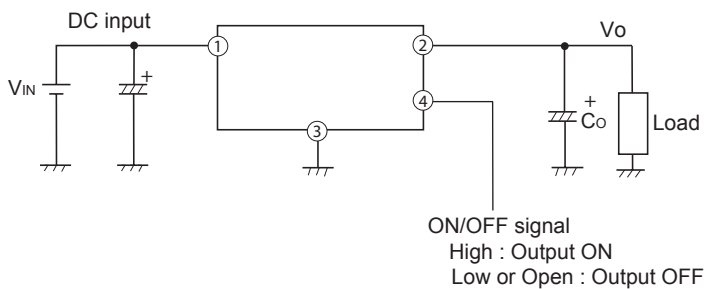 DC input
Vo
1
2
VIN
+
4
+
Co
Load
3
ON/OFF signal
High : Output ON
Low or Open : Output OFF